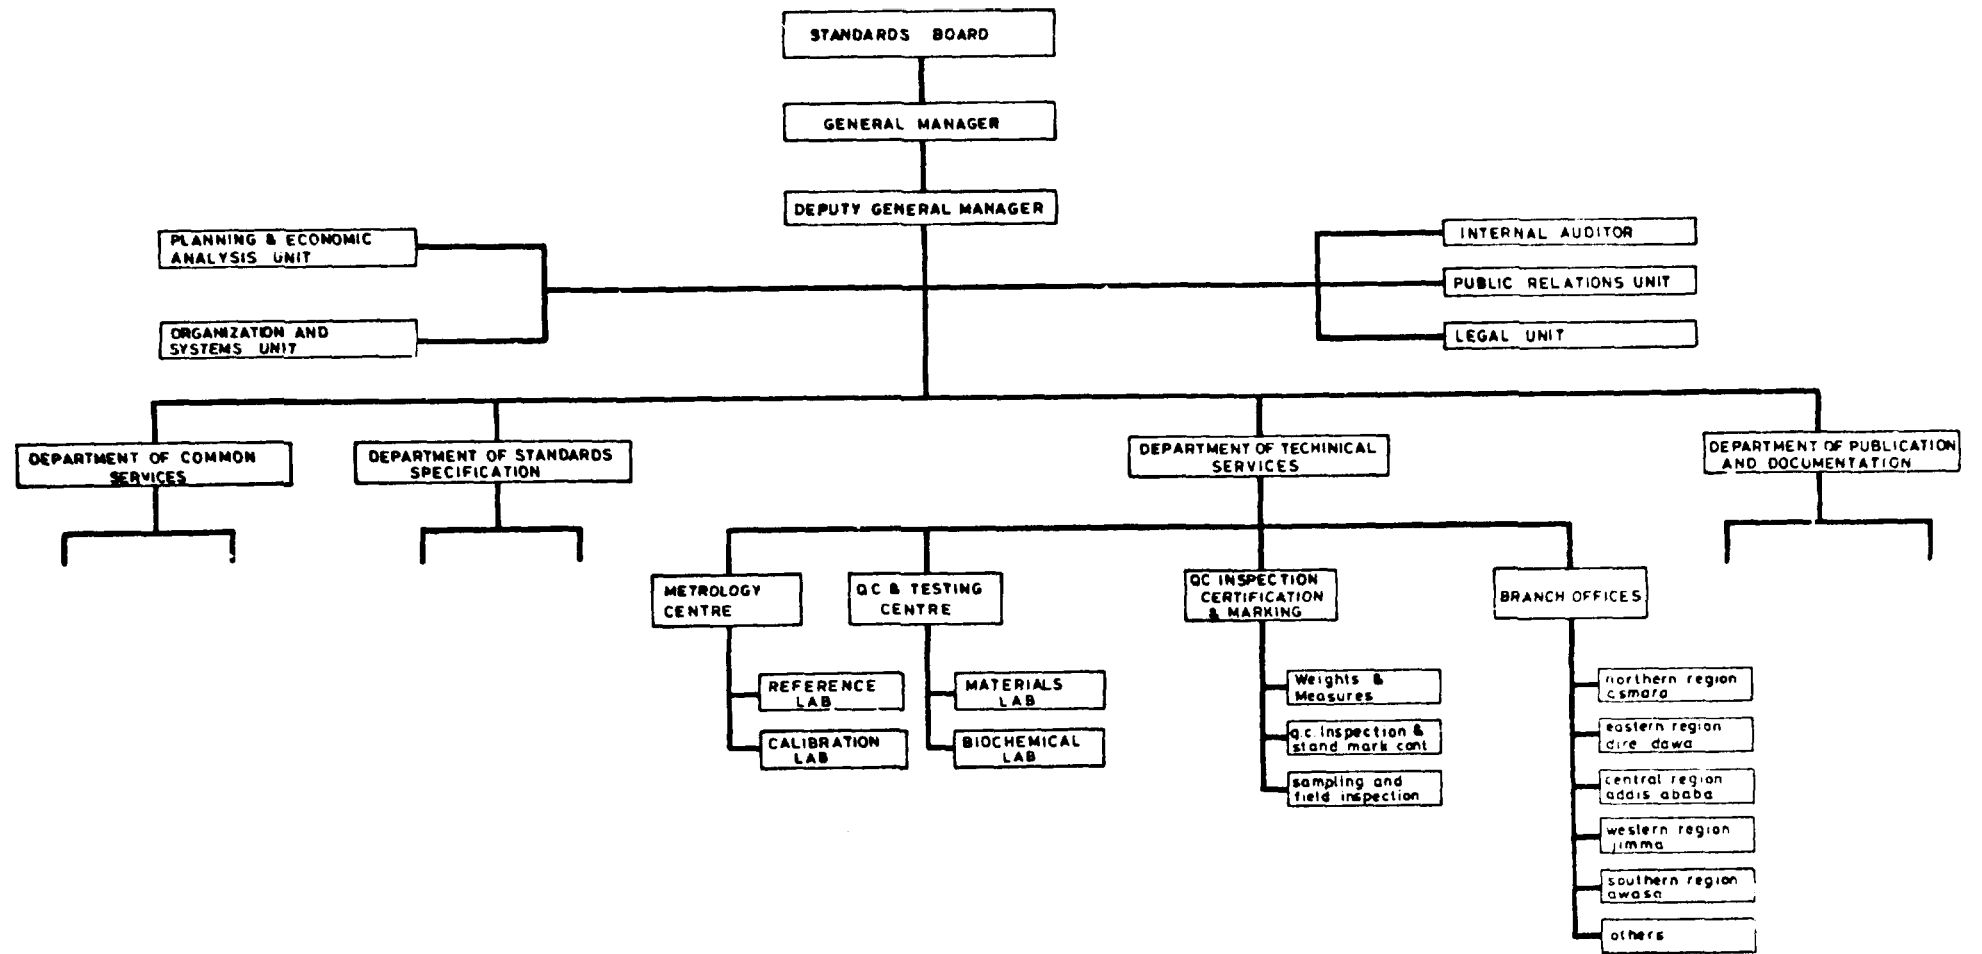 STANDARDS BOARD
GENERAL MANAGER
DEPUTY GENERAL MANAGER
PLANNING & ECONOMIC
ANALYSIS UNIT
ORGANIZATION AND
SYSTEMS UNIT
INTERNAL AUDITOR
PUBLIC RELATIONS UNIT
LEGAL UNIT
DEPARTMENT OF COMMON
SERVICES
DEPARTMENT OF STANDARDS
SPECIFICATION
DEPARTMENT OF TECHINICAL
SERVICES
DEPARTMENT OF PUBLICATION
AND DOCUMENTATION
METROLOGY
CENTRE
QC & TESTING
CENTRE
QC INSPECTION
CERTIFICATION
& MARKING
BRANCH OFFICES
REFERENCE
LAB
CALIBRATION
LAB
MATERIALS
LAB
BIOCHEMICAL
LAB
Weights &
Measures
q.c. Inspection &
stand mark cont
sampling and
field inspection
northern region
asmara
eastern region
dire dawa
central region
addis ababa
western region
jimma
southern region
awasa
others